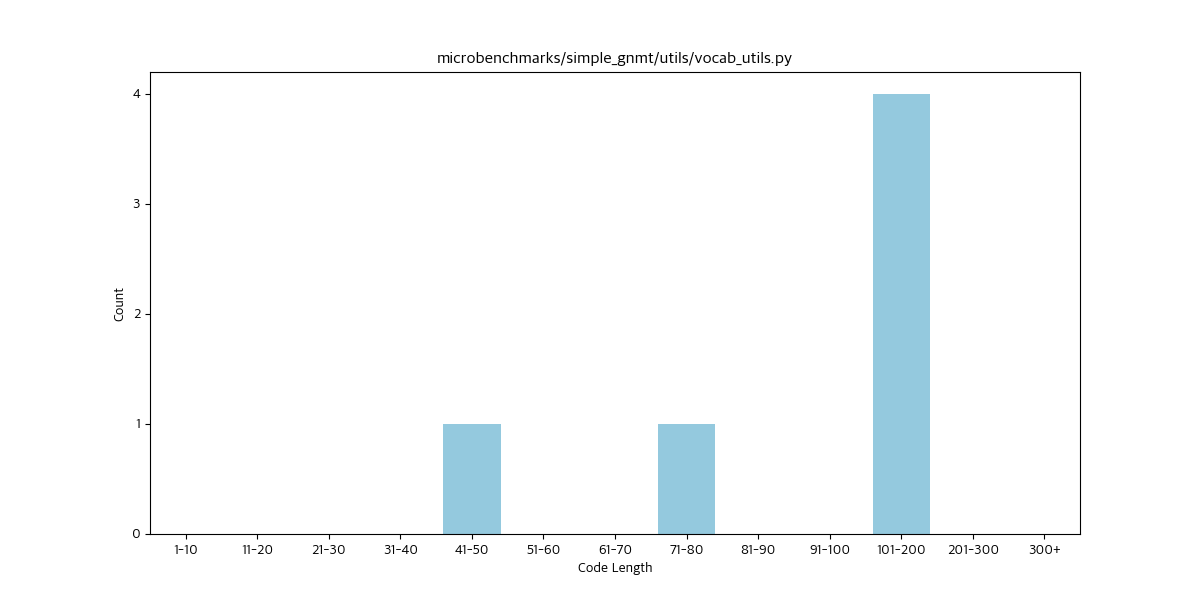 microbenchmarks/simple_gnmt/utils/vocab_utils.py
4
3
2
1
0
Count
1-10 11-20 21-30 31-40 41-50 51-60 61-70 71-80 81-90 91-100 101-200 201-300 300+
Code Length